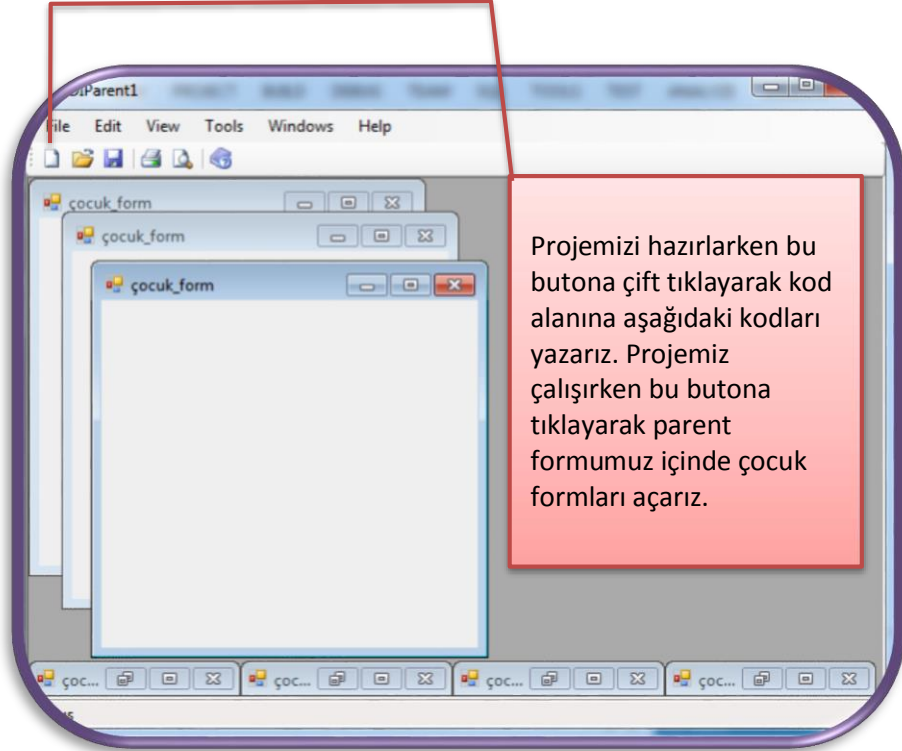 DIParent1
File Edit View Tools Windows Help
çocuk_form
çocuk_form
çocuk_form
Projemizi hazırlarken bu
butona çift tıklayarak kod
alanına aşağıdaki kodları
yazarız. Projemiz
çalışırken bu butona
tıklayarak parent
formumuz içinde çocuk
formları açarız.
çoc... çoc... çoc... çoc...